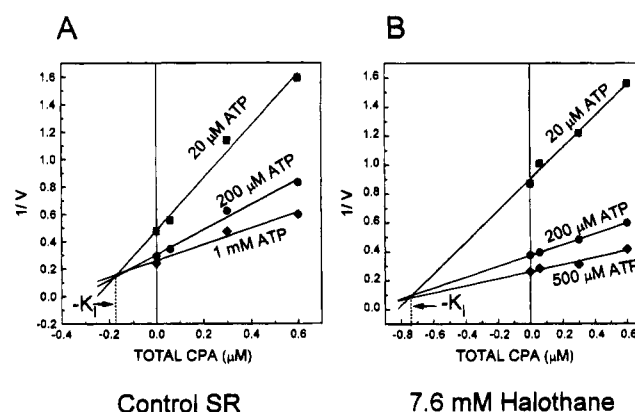 A
1/ V
1.6
1.4
1.2
1.0
0.8
0.6
0.4
0.2
0.0
-0.2
20 µM ATP
200 µM ATP
1 mM ATP
-Ki
-0.4
-0.2
0.0
0.2
0.4
0.6
TOTAL CPA (µM)
Control SR
B
1/ V
1.6
1.4
1.2
1.0
0.8
0.6
0.4
0.2
0.0
20 µM ATP
200 µM ATP
500 µM ATP
-Ki
-0.8
-0.6
-0.4
-0.2
0.0
0.2
0.4
0.6
TOTAL CPA (µM)
7.6 mM Halothane